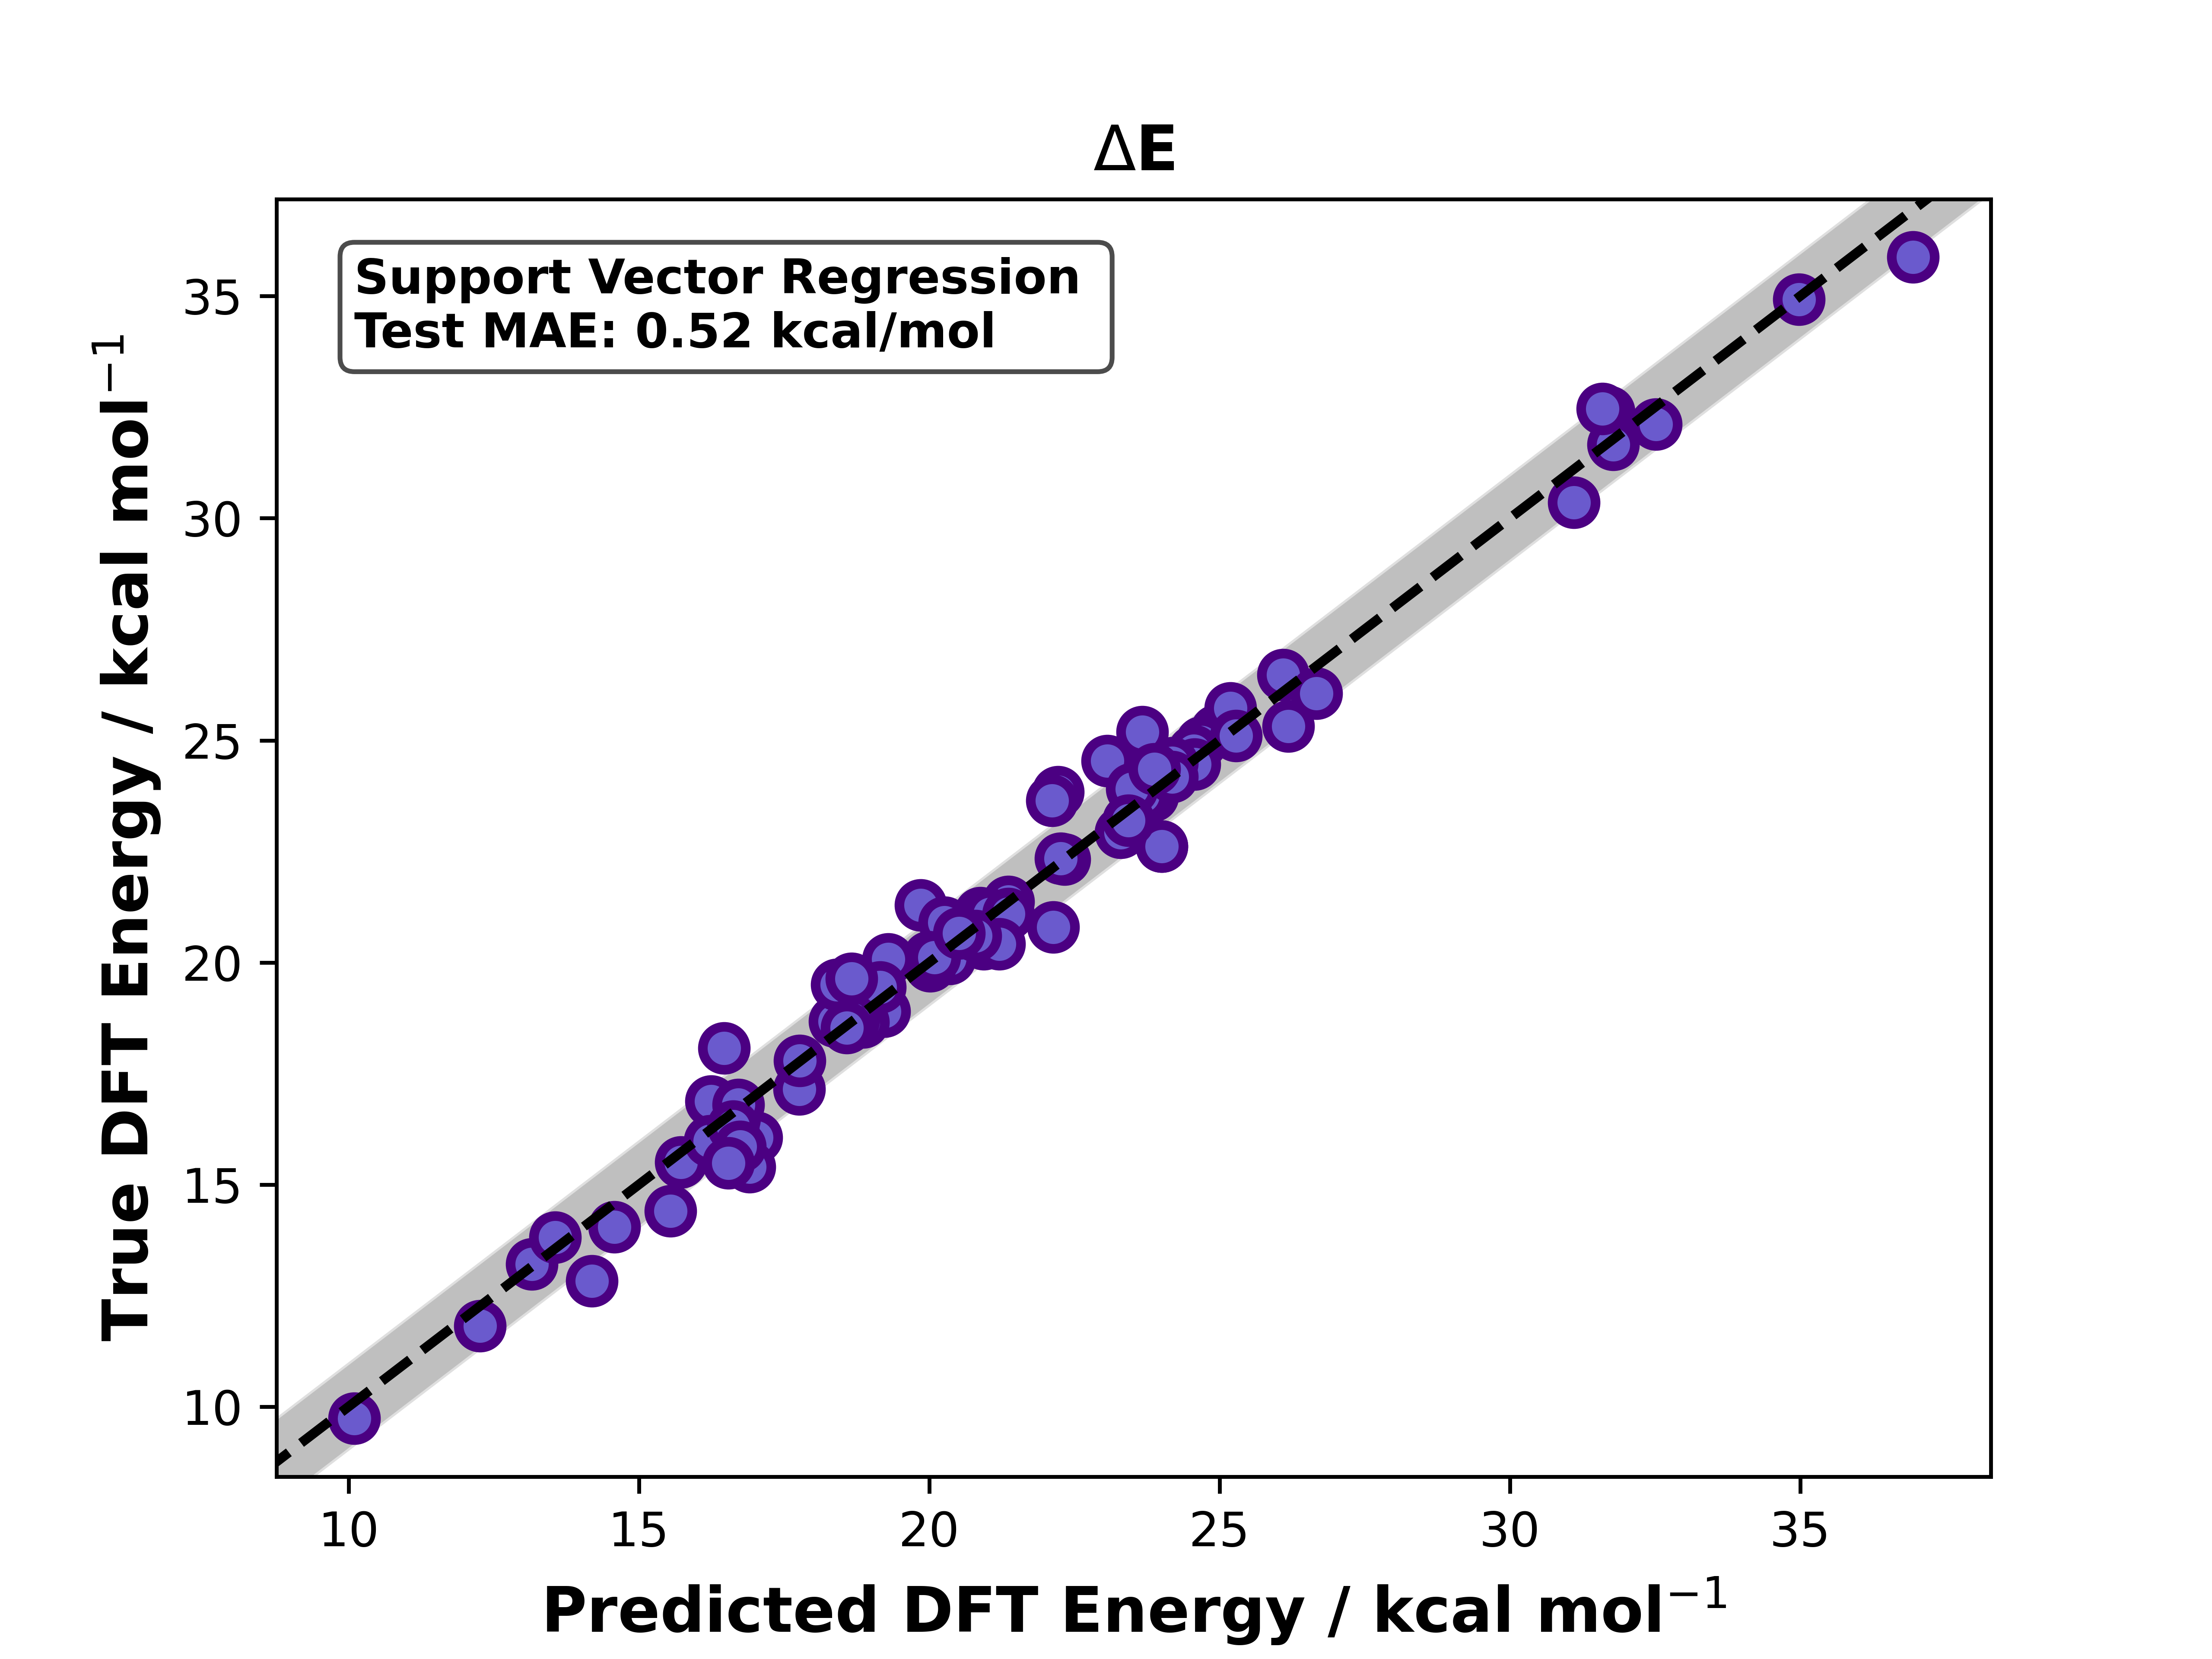 ΔE
Support Vector Regression
Test MAE: 0.52 kcal/mol
True DFT Energy / kcal mol⁻¹
35
30
25
20
15
10
10 15 20 25 30 35
Predicted DFT Energy / kcal mol⁻¹